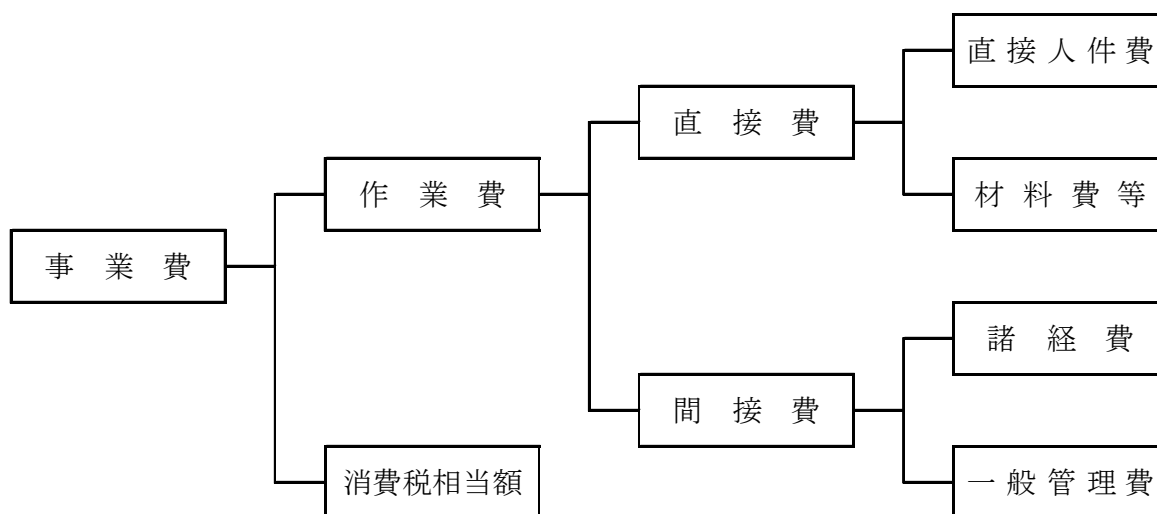 直接人件費
直接費
作業費
材料費等
事業費
諸経費
間接費
消費税相当額
一般管理費